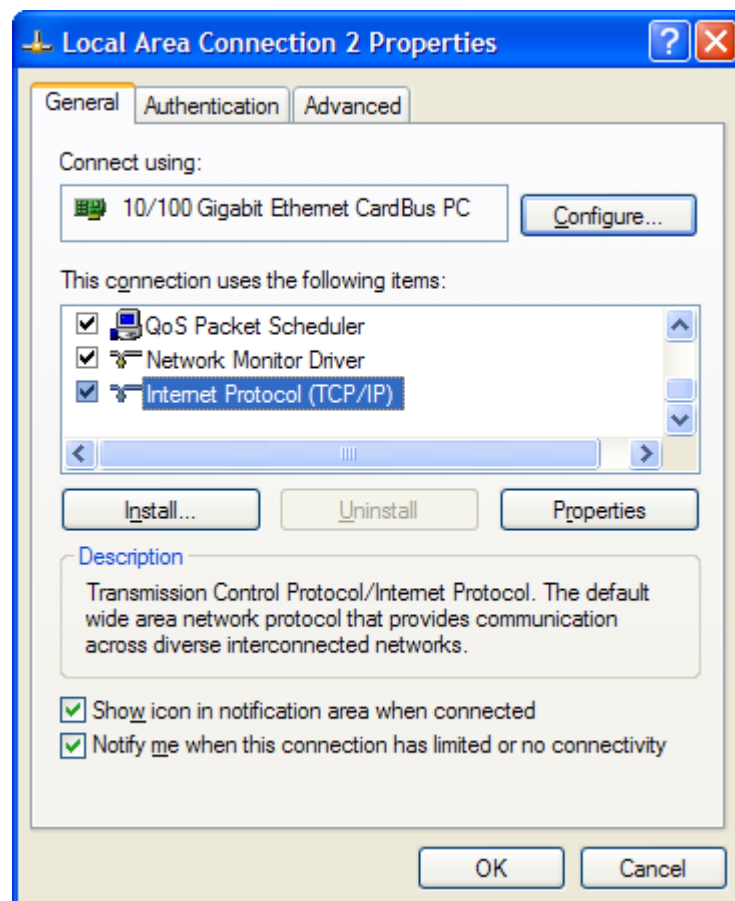 Local Area Connection 2 Properties
General Authentication Advanced
Connect using:
10/100 Gigabit Ethernet CardBus PC
Configure...
This connection uses the following items:
QoS Packet Scheduler
Network Monitor Driver
Internet Protocol (TCP/IP)
Install... Uninstall Properties
Description
Transmission Control Protocol/Internet Protocol. The default
wide area network protocol that provides communication
across diverse interconnected networks.
Show icon in notification area when connected
Notify me when this connection has limited or no connectivity
OK Cancel